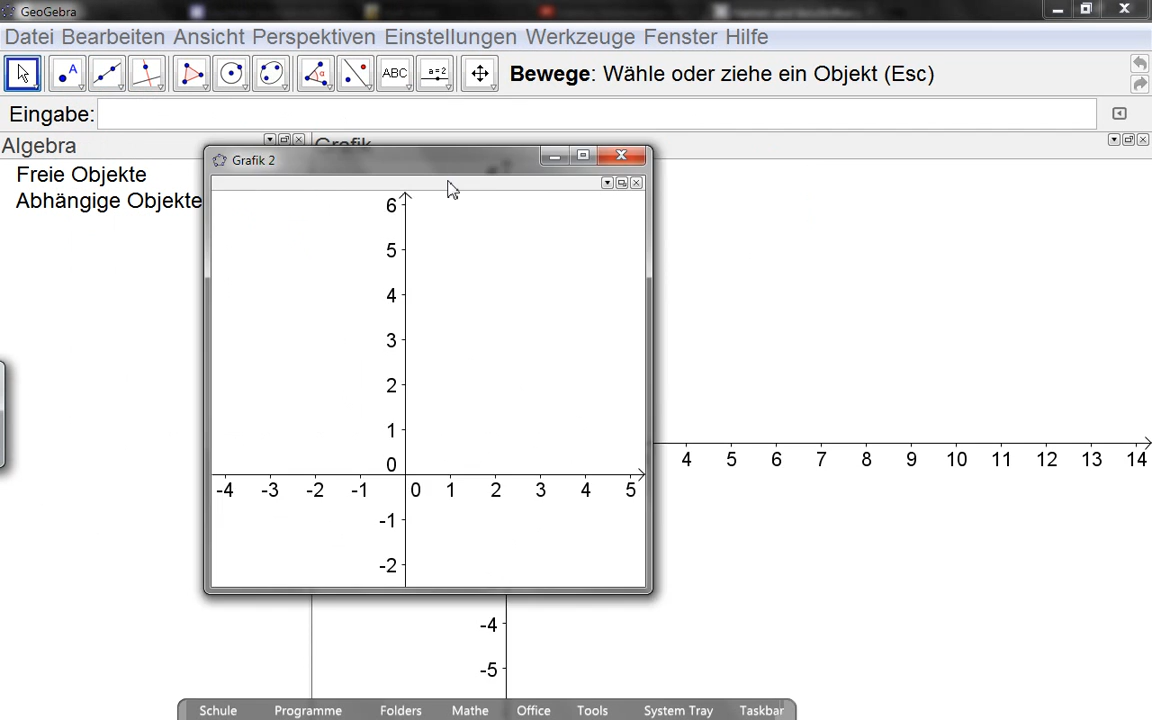 GeoGebra
Datei Bearbeiten Ansicht Perspektiven Einstellungen Werkzeuge Fenster Hilfe
A
α
ABC
a=2
Bewege: Wähle oder ziehe ein Objekt (Esc)
Eingabe:
Algebra
Grafik
Freie Objekte
Abhängige Objekte
Grafik 2
6
5
4
3
2
1
0
-4 -3 -2 -1 0 1 2 3 4 5
-1
-2
4 5 6 7 8 9 10 11 12 13 14
-4
-5
Schule Programme Folders Mathe Office Tools System Tray Taskbar